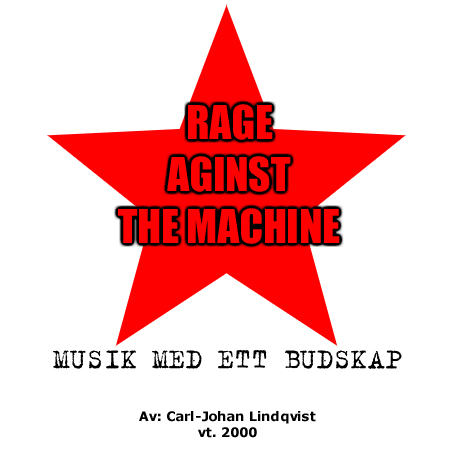 RAGE
AGINST
THE MACHINE
MUSIK MED ETT BUDSKAP
Av: Carl-Johan Lindqvist
vt. 2000